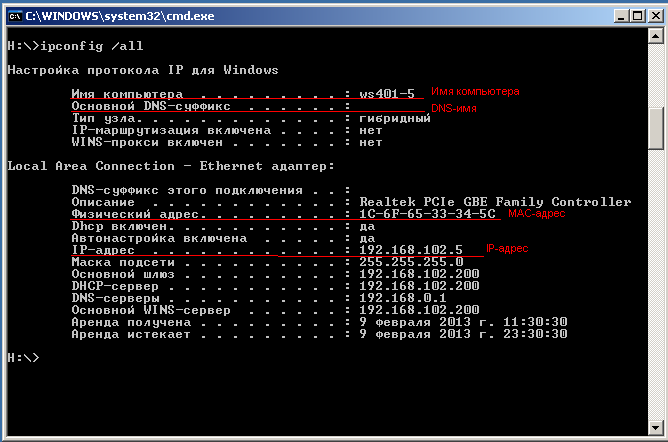 C:\WINDOWS\system32\cmd.exe
H:\>ipconfig /all
Настройка протокола IP для Windows
Имя компьютера . . . . . . . . . : ws401-5 Имя компьютера
Основной DNS-суффикс . . . . . . : DNS-имя
Тип узла. . . . . . . . . . . . . : гибридный
IP-маршрутизация включена . . . . : нет
WINS-прокси включен . . . . . . . : нет
Local Area Connection - Ethernet адаптер:
DNS-суффикс этого подключения . . :
Описание . . . . . . . . . . . . : Realtek PCIe GBE Family Controller
Физический адрес. . . . . . . . . : 1C-6F-65-33-34-5C MAC-адрес
Dhcp включен. . . . . . . . . . . : да
Автонастройка включена . . . . . : да
IP-адрес . . . . . . . . . . . . : 192.168.102.5 IP-адрес
Маска подсети . . . . . . . . . . : 255.255.255.0
Основной шлюз . . . . . . . . . . : 192.168.102.200
DHCP-сервер . . . . . . . . . . . : 192.168.102.200
DNS-серверы . . . . . . . . . . . : 192.168.0.1
Основной WINS-сервер . . . . . . : 192.168.102.200
Аренда получена . . . . . . . . . : 9 февраля 2013 г. 11:30:30
Аренда истекает . . . . . . . . . : 9 февраля 2013 г. 23:30:30
H:\>